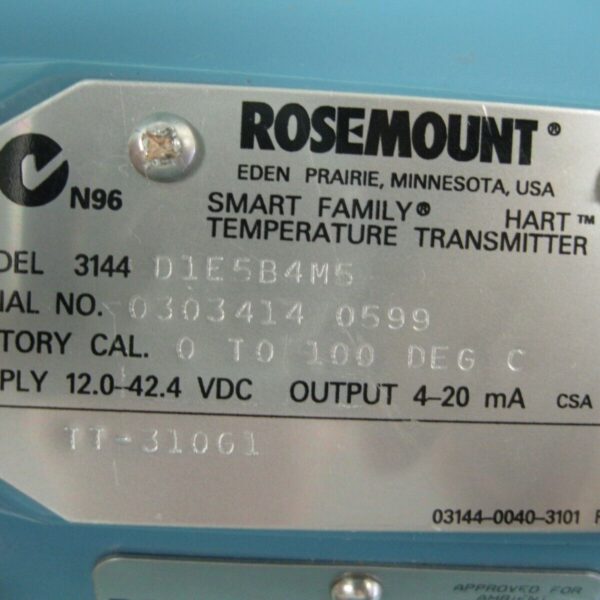 ROSEMOUNT®
EDEN PRAIRIE, MINNESOTA, USA
N96
SMART FAMILY® HART™
TEMPERATURE TRANSMITTER
DEL 3144 D1E5B4M5
IAL NO. 0303414 0599
TORY CAL. 0 TO 100 DEG C
PLY 12.0-42.4 VDC OUTPUT 4-20 mA CSA
TT-31061
03144-0040-3101
APPROVED FOR
AMBIENT